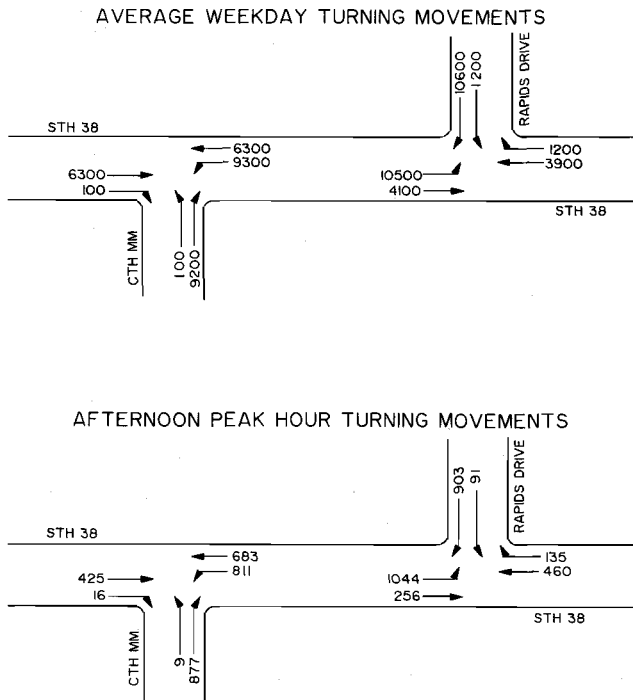 AVERAGE WEEKDAY TURNING MOVEMENTS
10600
1200
RAPIDS DRIVE
STH 38
6300
9300
1200
3900
6300
100
10500
4100
STH 38
CTH MM
100
9200
AFTERNOON PEAK HOUR TURNING MOVEMENTS
903
91
RAPIDS DRIVE
STH 38
683
811
135
460
425
16
1044
256
STH 38
CTH MM
9
877